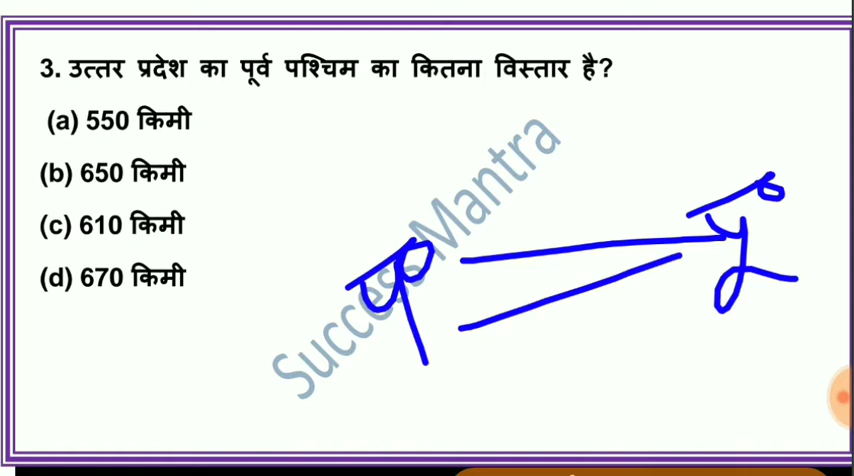 3. उत्तर प्रदेश का पूर्व पश्चिम का कितना विस्तार है?
(a) 550 किमी
(b) 650 किमी
(c) 610 किमी
(d) 670 किमी
Success Mantra